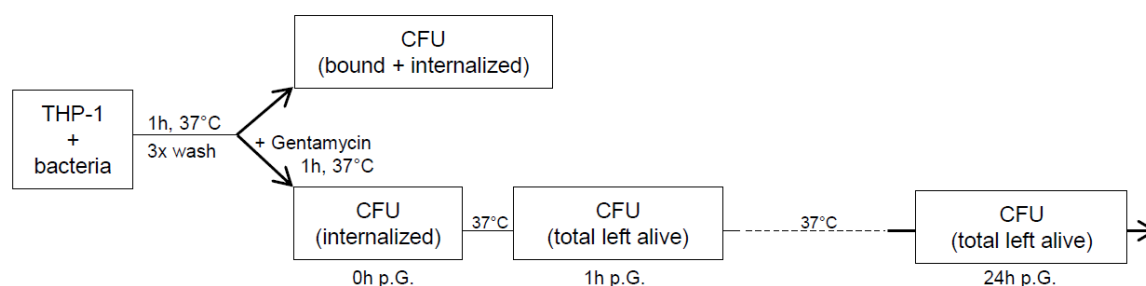 CFU
(bound + internalized)
THP-1
+
bacteria
1h, 37°C
3x wash
+ Gentamycin
1h, 37°C
CFU
(internalized)
0h p.G.
37°C
CFU
(total left alive)
1h p.G.
37°C
CFU
(total left alive)
24h p.G.